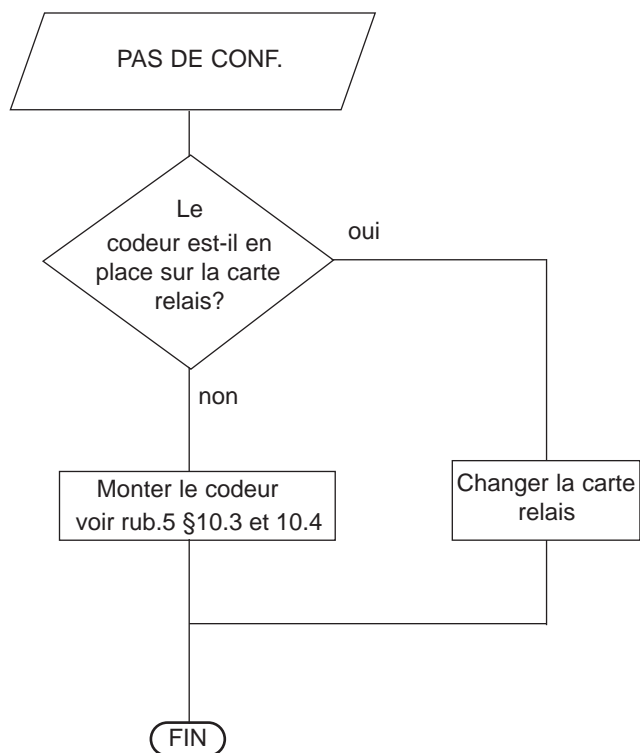 PAS DE CONF.
Le
codeur est-il en
place sur la carte
relais?
oui
non
Monter le codeur
voir rub.5 §10.3 et 10.4
Changer la carte
relais
FIN